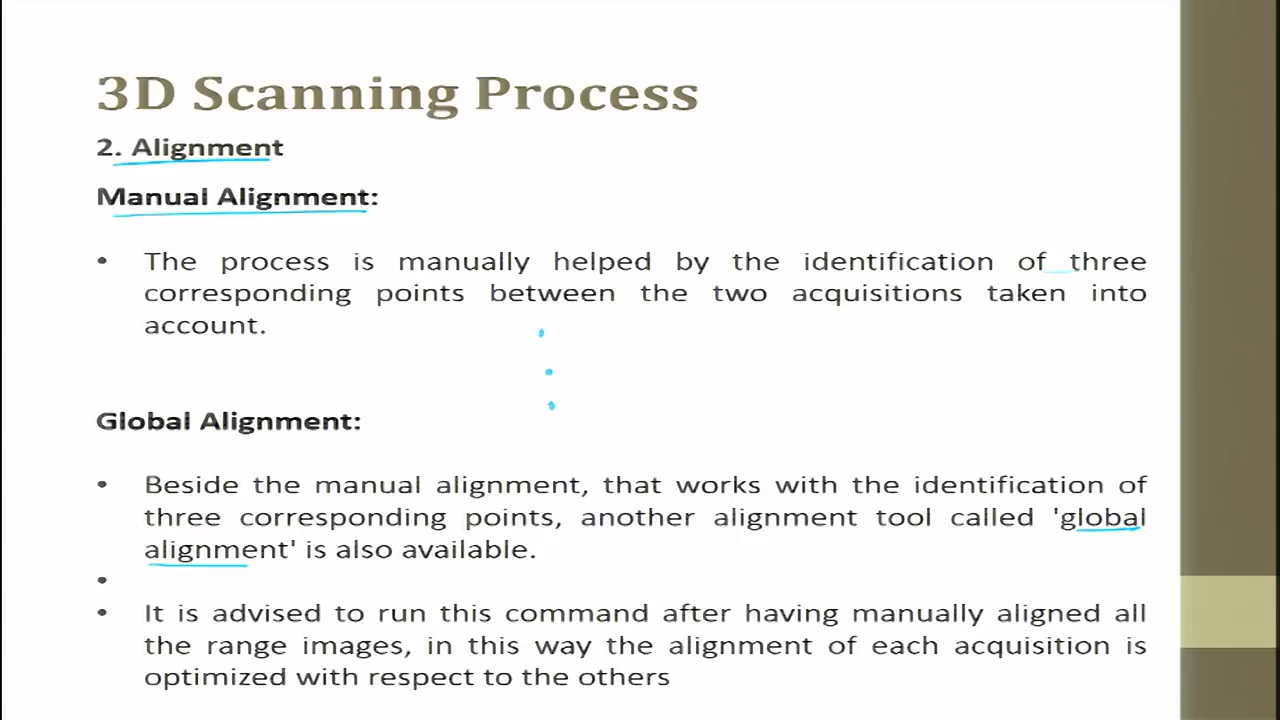 3D Scanning Process
2. Alignment
Manual Alignment:
• The process is manually helped by the identification of three
corresponding points between the two acquisitions taken into
account.
Global Alignment:
• Beside the manual alignment, that works with the identification of
three corresponding points, another alignment tool called 'global
alignment' is also available.
•
• It is advised to run this command after having manually aligned all
the range images, in this way the alignment of each acquisition is
optimized with respect to the others